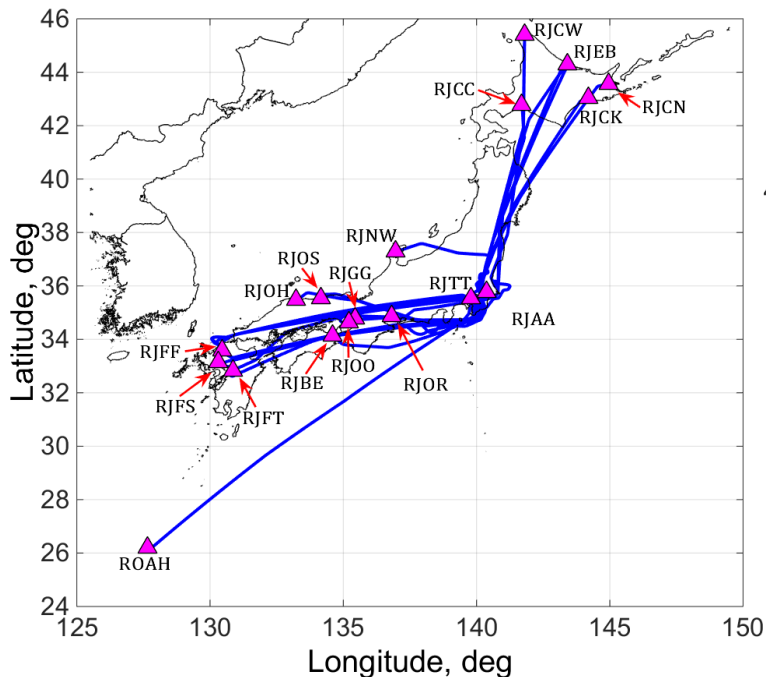 46
44
42
40
38
36
34
32
30
28
26
24
Latitude, deg
RJCW
RJEB
RJCC
RJCN
RJCK
RJNW
RJOS
RJGG
RJOH
RJTT
RJAA
RJFF
RJOO
RJBE
RJOR
RJFS
RJFT
ROAH
125
130
135
140
145
150
Longitude, deg